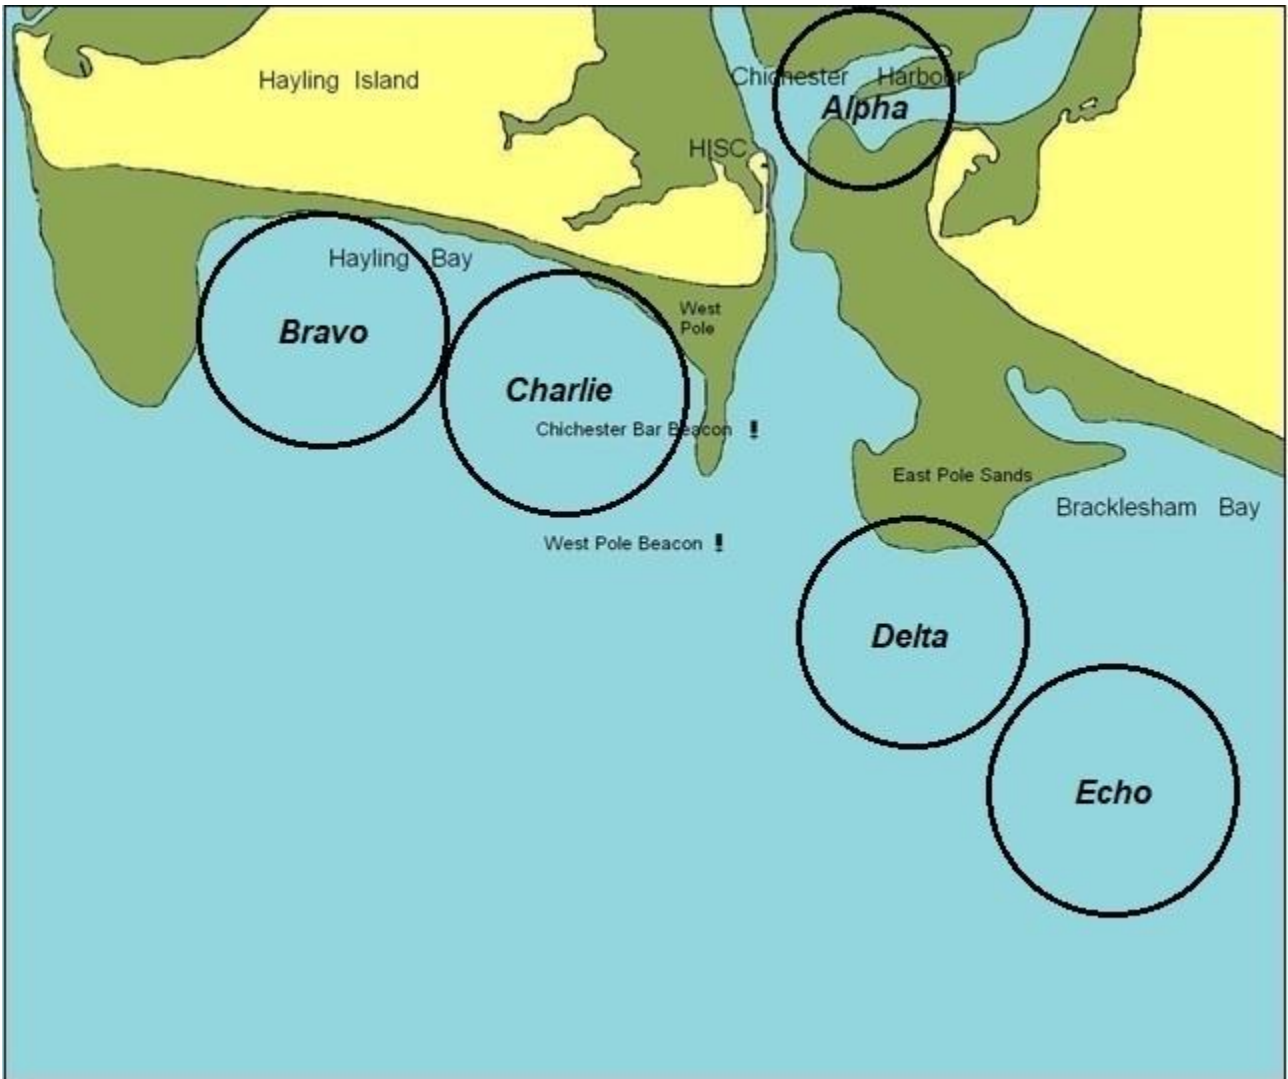 Hayling Island
Chichester Harbour
Alpha
HISC
Hayling Bay
West
Pole
Bravo
Charlie
Chichester Bar Beacon !
East Pole Sands
Bracklesham Bay
West Pole Beacon !
Delta
Echo